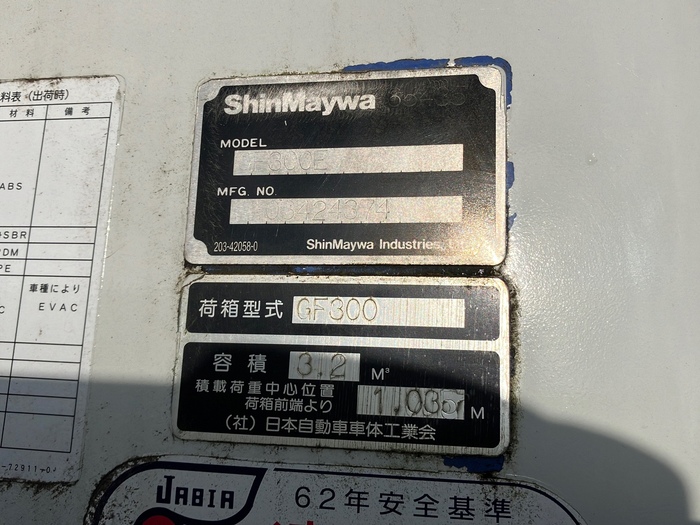 料表 (出荷時)
材料 備考
ABS
SBR
PDM
PE
車種により
EVAC
-72911-0
ShinMaywa
MODEL
MFG. NO.
203-42058-0 ShinMaywa Industries, Ltd.
荷箱型式 GF300
容積 3.2 M³
積載荷重中心位置
荷箱前端より 1.035 M
(社)日本自動車車体工業会
JABIA 62年安全基準